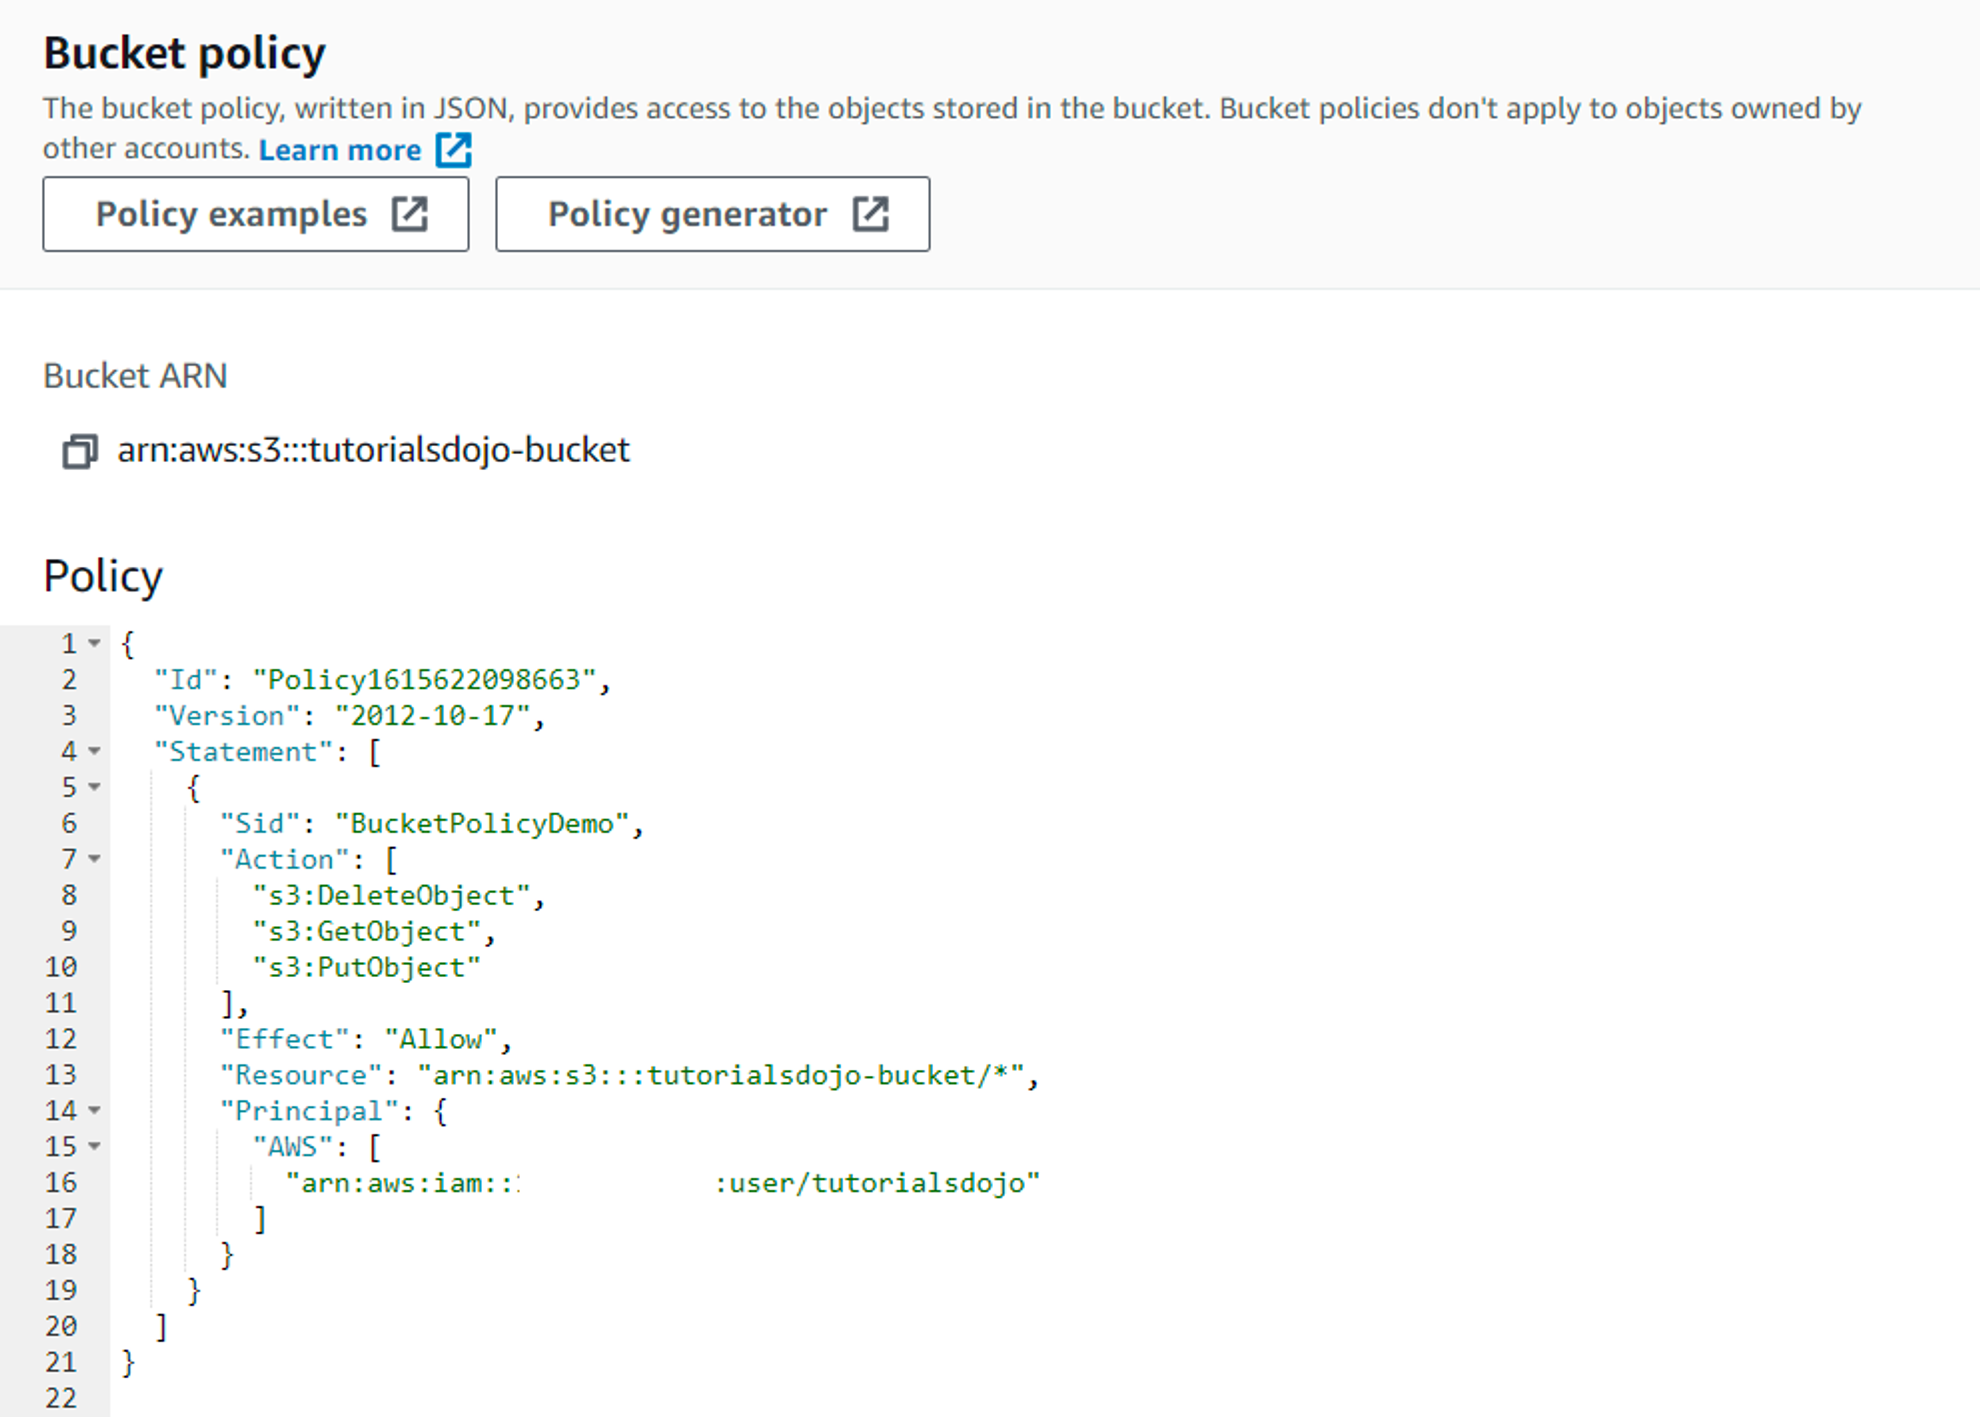 Bucket policy
The bucket policy, written in JSON, provides access to the objects stored in the bucket. Bucket policies don't apply to objects owned by
other accounts. Learn more
Policy examples Policy generator
Bucket ARN
arn:aws:s3:::tutorialsdojo-bucket
Policy
1 {
2 "Id": "Policy1615622098663",
3 "Version": "2012-10-17",
4 "Statement": [
5 {
6 "Sid": "BucketPolicyDemo",
7 "Action": [
8 "s3:DeleteObject",
9 "s3:GetObject",
10 "s3:PutObject"
11 ],
12 "Effect": "Allow",
13 "Resource": "arn:aws:s3:::tutorialsdojo-bucket/*",
14 "Principal": {
15 "AWS": [
16 "arn:aws:iam:: :user/tutorialsdojo"
17 ]
18 }
19 }
20 ]
21 }
22